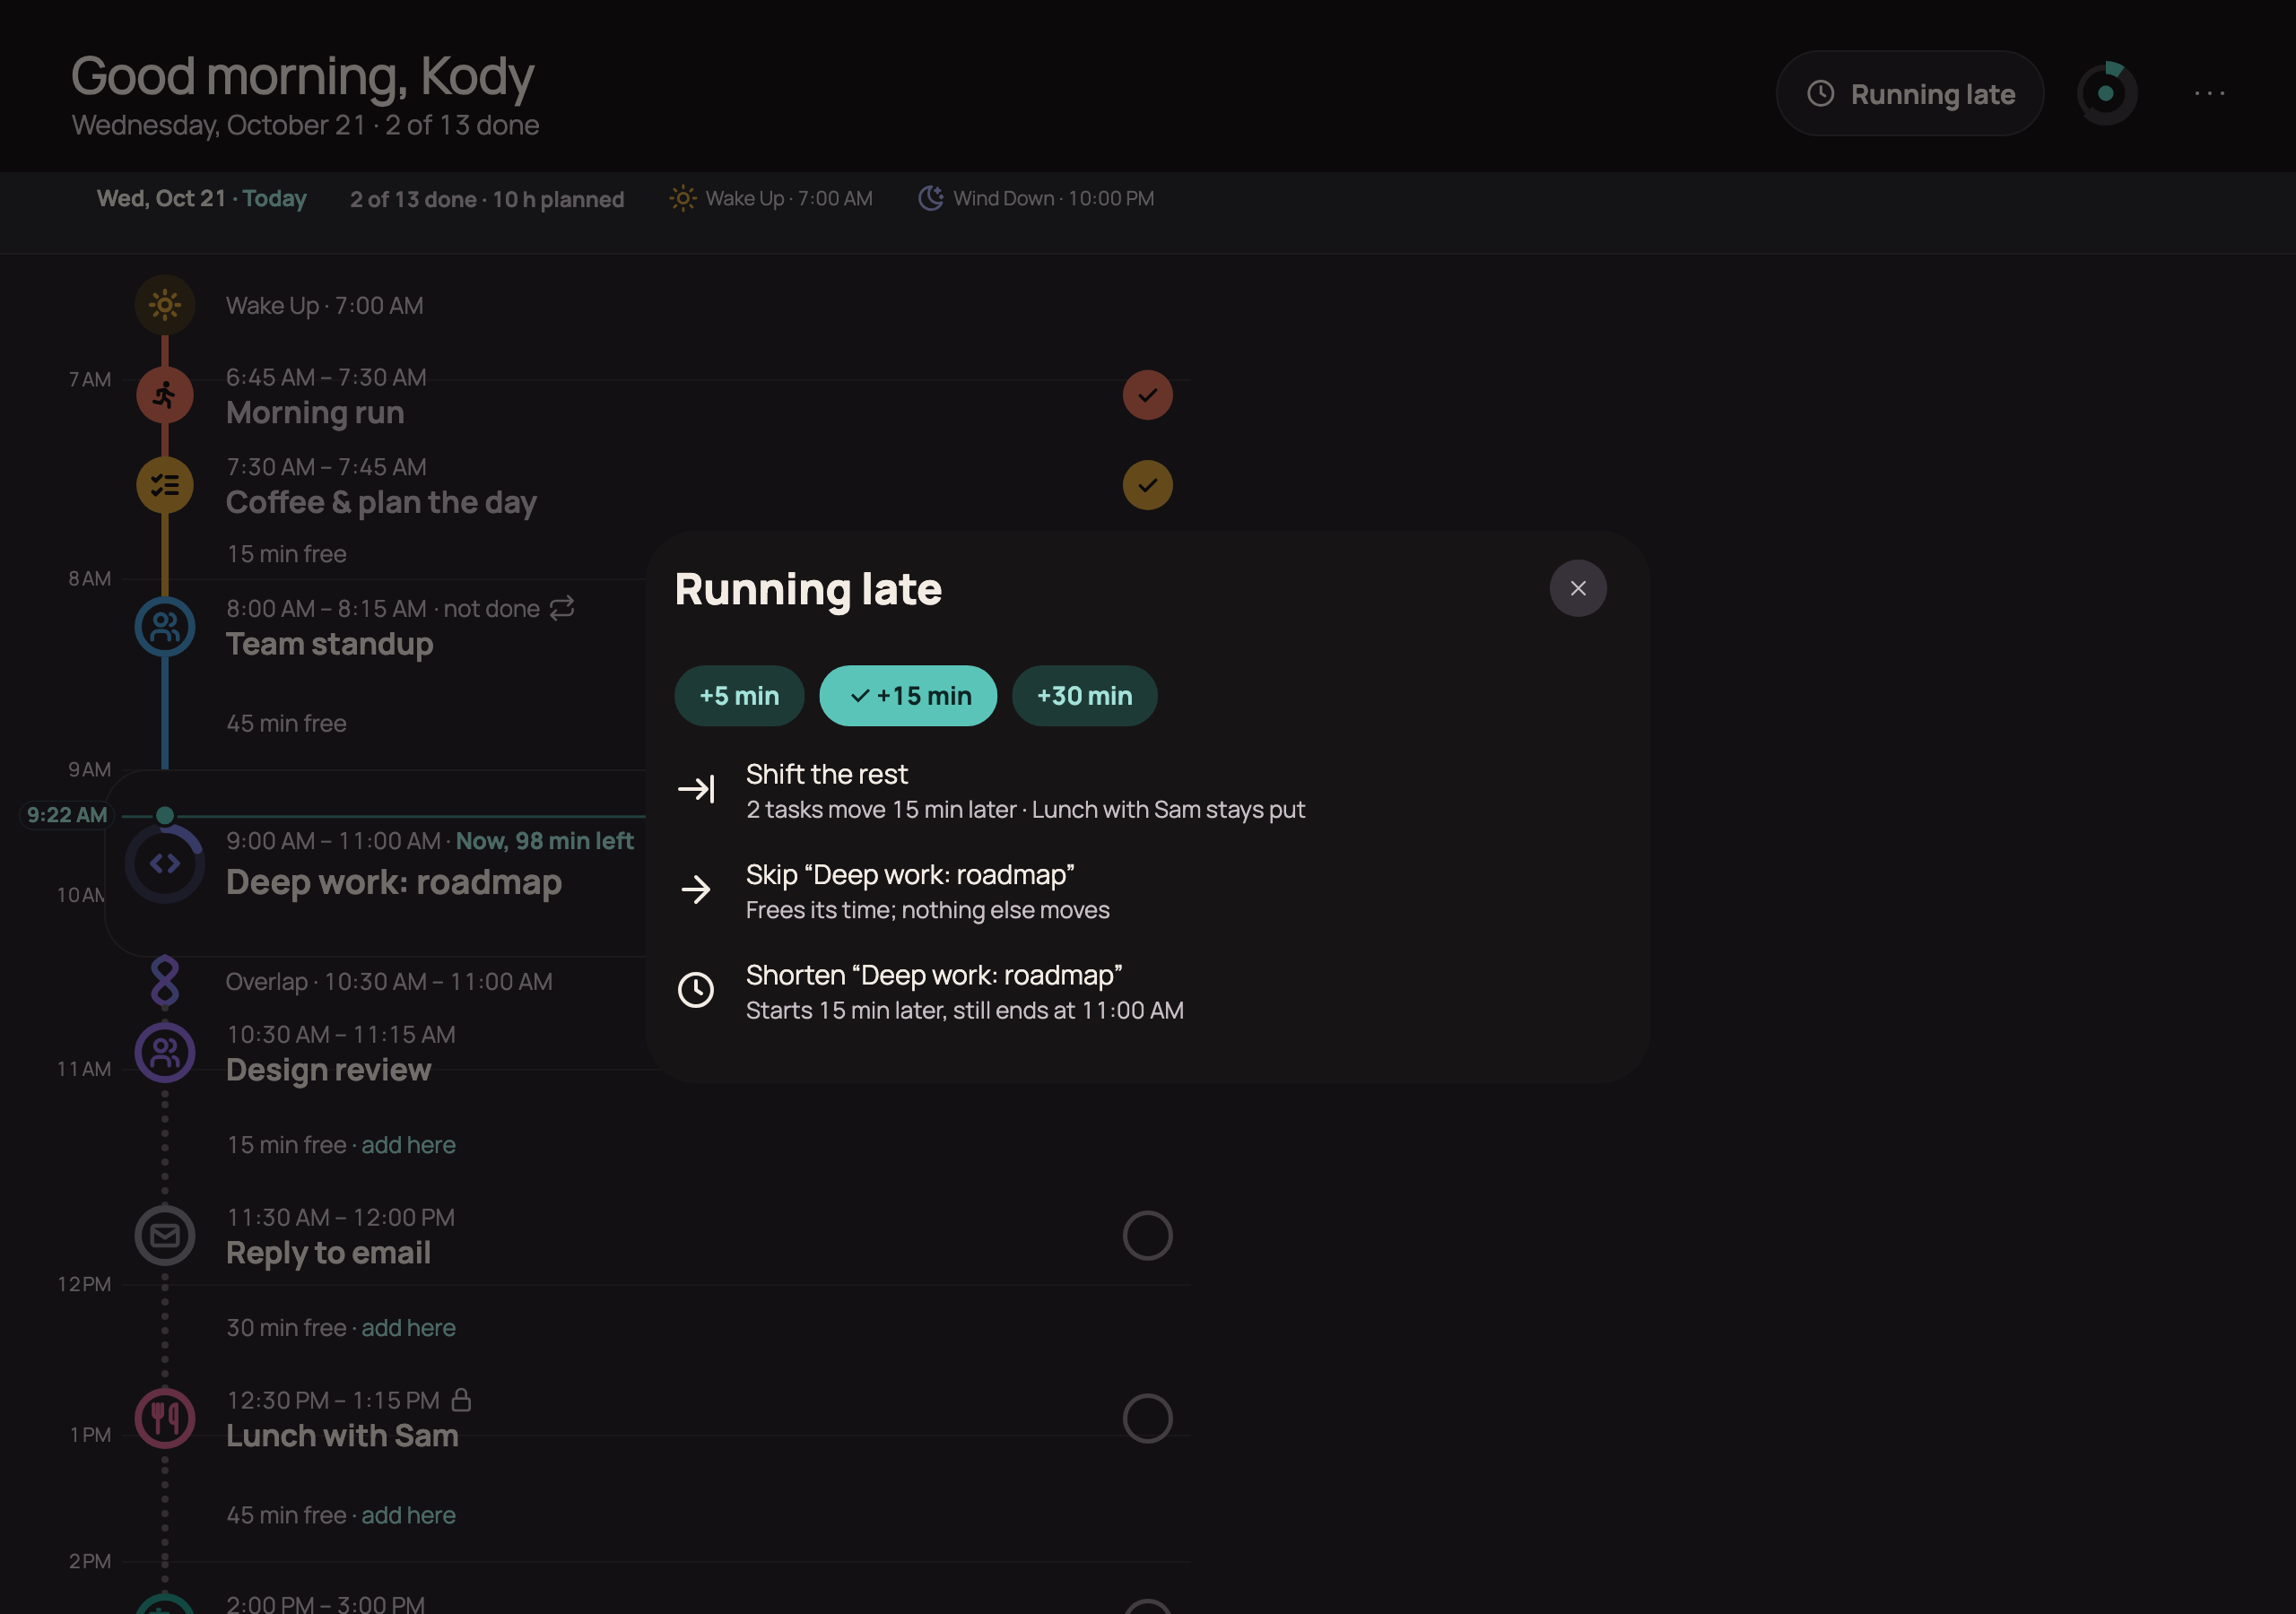 Good morning, Kody
Wednesday, October 21 · 2 of 13 done
Running late
Wed, Oct 21 · Today
2 of 13 done · 10 h planned
Wake Up · 7:00 AM
Wind Down · 10:00 PM
Wake Up · 7:00 AM
7 AM
6:45 AM – 7:30 AM
Morning run
7:30 AM – 7:45 AM
Coffee & plan the day
15 min free
8 AM
8:00 AM – 8:15 AM · not done
Team standup
45 min free
9 AM
9:22 AM
9:00 AM – 11:00 AM · Now, 98 min left
Deep work: roadmap
10 AM
Overlap · 10:30 AM – 11:00 AM
10:30 AM – 11:15 AM
Design review
11 AM
15 min free · add here
11:30 AM – 12:00 PM
Reply to email
12 PM
30 min free · add here
12:30 PM – 1:15 PM
Lunch with Sam
1 PM
45 min free · add here
2 PM
2:00 PM – 3:00 PM
Running late
+5 min
+15 min
+30 min
Shift the rest
2 tasks move 15 min later · Lunch with Sam stays put
Skip “Deep work: roadmap”
Frees its time; nothing else moves
Shorten “Deep work: roadmap”
Starts 15 min later, still ends at 11:00 AM